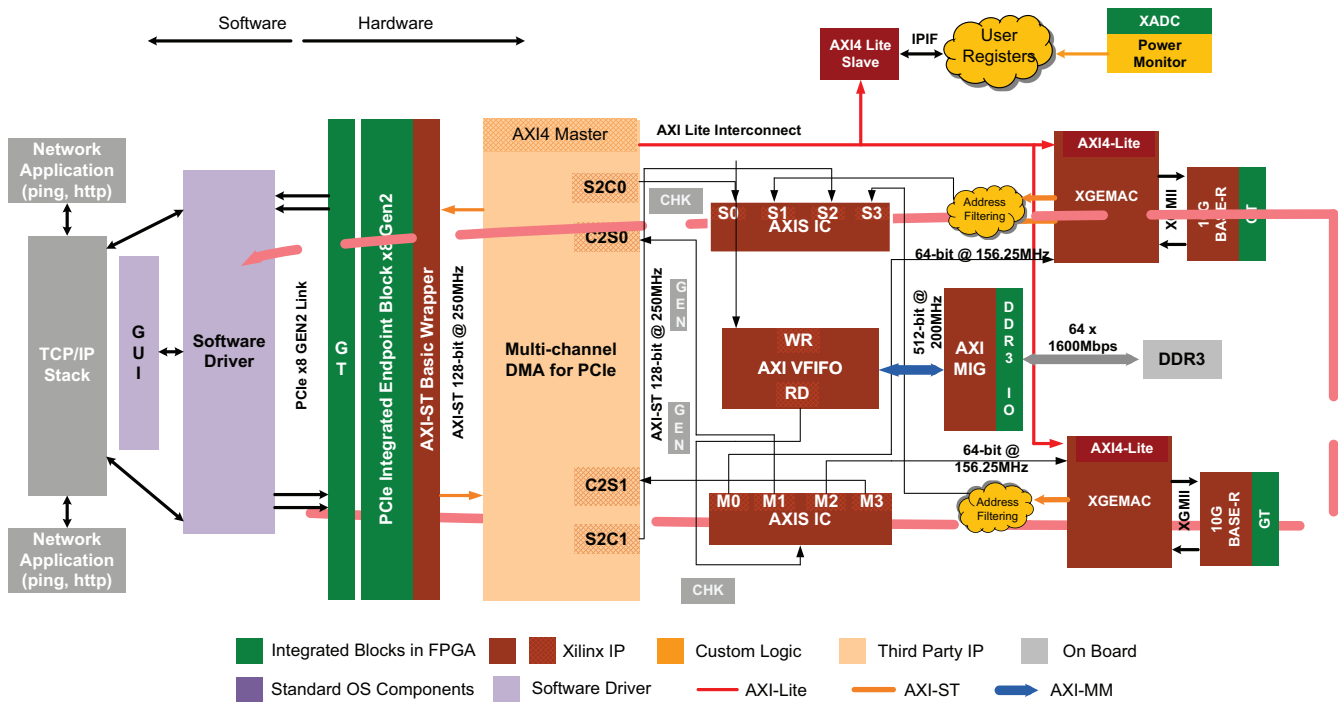 Software
Hardware
XADC
Power
Monitor
AXI4 Lite
Slave
IPIF
User
Registers
Network
Application
(ping, http)
TCP/IP
Stack
Network
Application
(ping, http)
G
U
I
Software
Driver
PCIe x8 GEN2 Link
G
T
PCIe Integrated Endpoint Block x8 Gen2
AXI-ST Basic Wrapper
AXI-ST 128-bit @ 250MHz
AXI4 Master
S2C0
C2S0
Multi-channel
DMA for PCIe
C2S1
S2C1
AXI-ST 128-bit @ 250MHz
AXI Lite Interconnect
CHK
G
E
N
G
E
N
CHK
S0
S1
S2
S3
AXIS IC
WR
AXI VFIFO
RD
M0
M1
M2
M3
AXIS IC
512-bit @
200MHz
AXI
MIG
DDR3 IO
64 x
1600Mbps
DDR3
Address
Filtering
64-bit @ 156.25MHz
AXI4-Lite
XGEMAC
XGMII
10G
BASE-R
GT
64-bit @
156.25MHz
Address
Filtering
AXI4-Lite
XGEMAC
XGMII
10G
BASE-R
GT
Integrated Blocks in FPGA
Xilinx IP
Custom Logic
Third Party IP
On Board
Standard OS Components
Software Driver
AXI-Lite
AXI-ST
AXI-MM